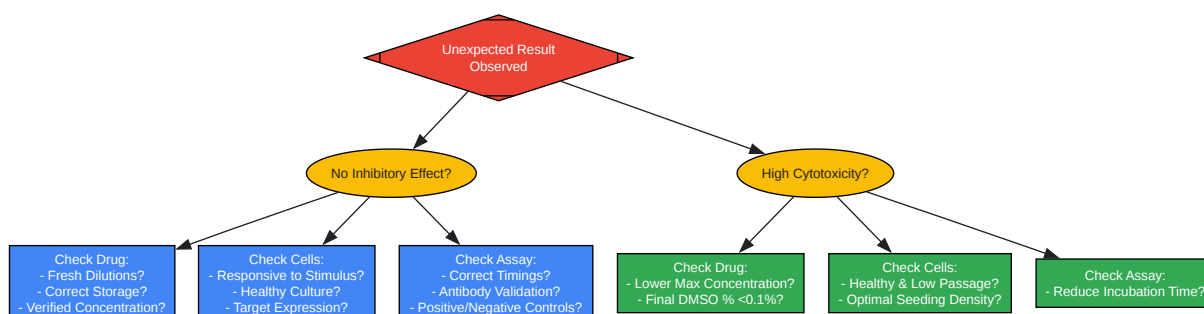 Unexpected Result
Observed
No Inhibitory Effect?
High Cytotoxicity?
Check Drug:
- Fresh Dilutions?
- Correct Storage?
- Verified Concentration?
Check Cells:
- Responsive to Stimulus?
- Healthy Culture?
- Target Expression?
Check Assay:
- Correct Timings?
- Antibody Validation?
- Positive/Negative Controls?
Check Drug:
- Lower Max Concentration?
- Final DMSO % <0.1%?
Check Cells:
- Healthy & Low Passage?
- Optimal Seeding Density?
Check Assay:
- Reduce Incubation Time?